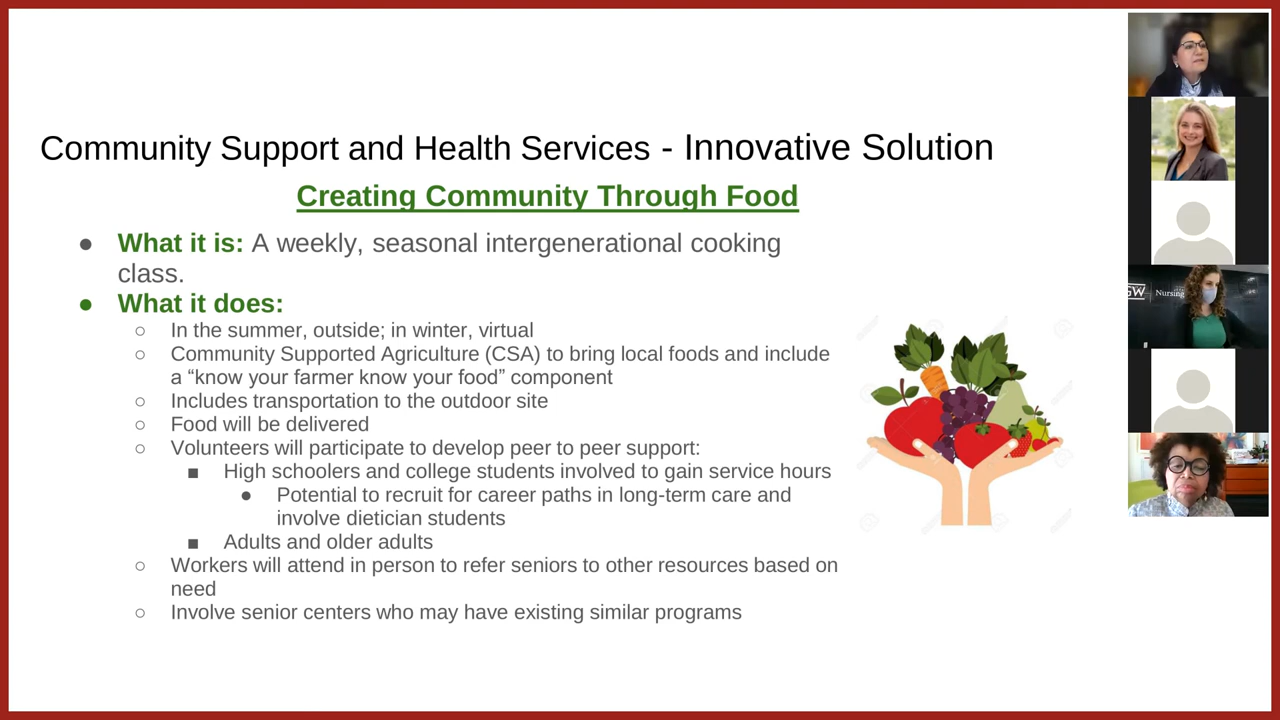 Community Support and Health Services - Innovative Solution
Creating Community Through Food
● What it is: A weekly, seasonal intergenerational cooking
class.
● What it does:
○ In the summer, outside; in winter, virtual
○ Community Supported Agriculture (CSA) to bring local foods and include
a “know your farmer know your food” component
○ Includes transportation to the outdoor site
○ Food will be delivered
○ Volunteers will participate to develop peer to peer support:
■ High schoolers and college students involved to gain service hours
● Potential to recruit for career paths in long-term care and
involve dietician students
■ Adults and older adults
○ Workers will attend in person to refer seniors to other resources based on
need
○ Involve senior centers who may have existing similar programs
GW
Nursing